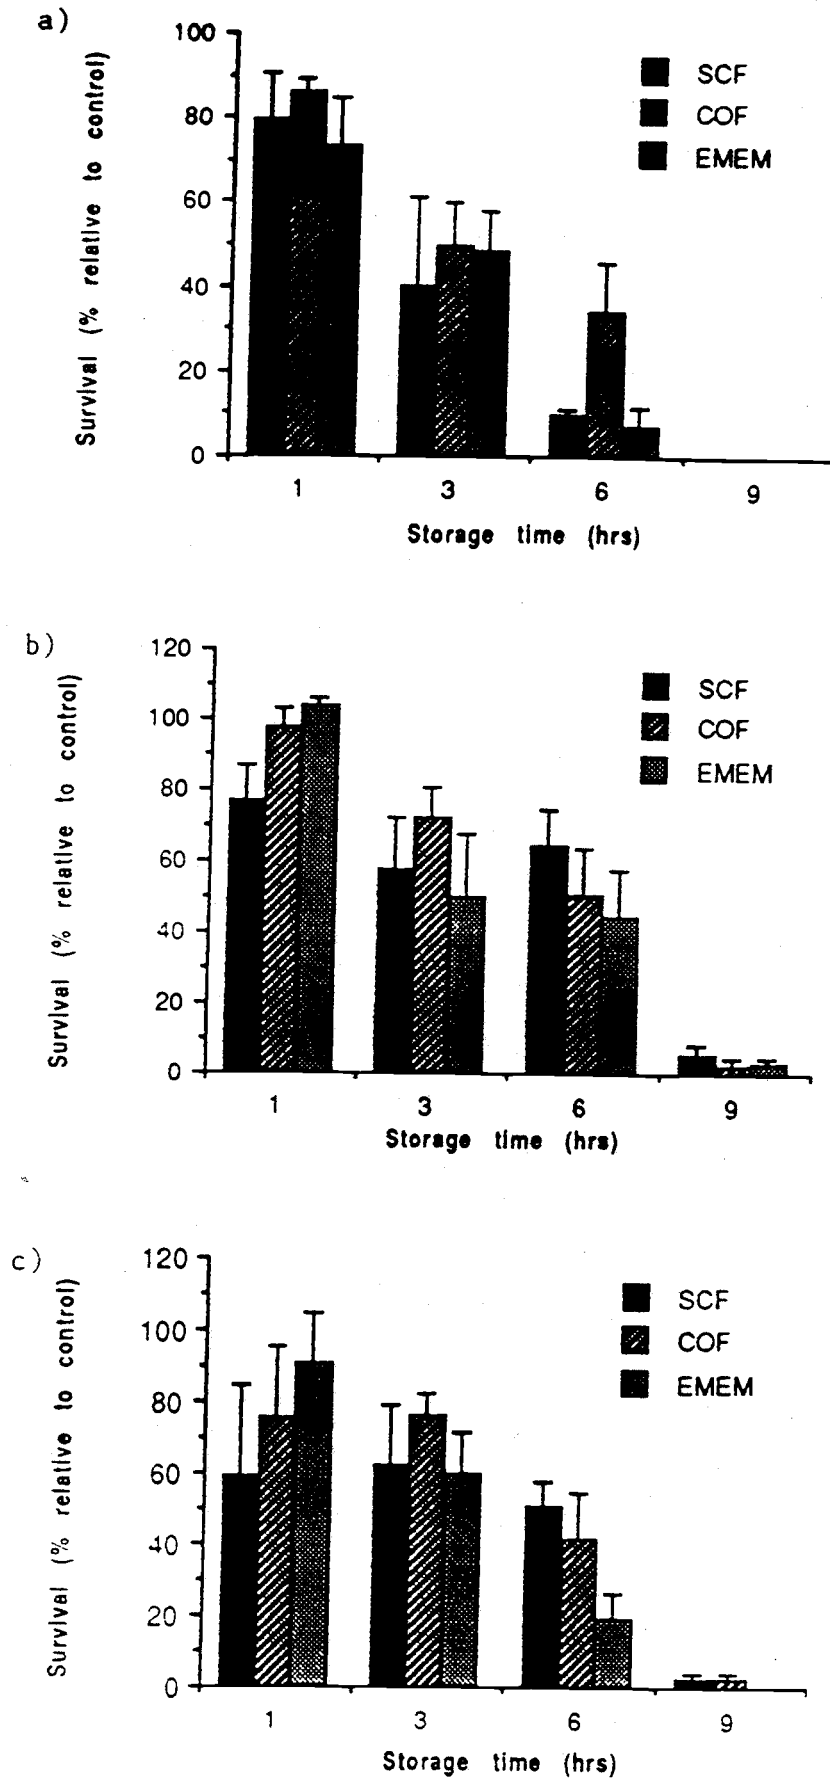 a)
100
80
60
40
20
0
Survival (% relative to control)
SCF
COF
EMEM
1 3 6 9
Storage time (hrs)
b)
120
100
80
60
40
20
0
Survival (% relative to control)
SCF
COF
EMEM
1 3 6 9
Storage time (hrs)
c)
120
100
80
60
40
20
0
Survival (% relative to control)
SCF
COF
EMEM
1 3 6 9
Storage time (hrs)